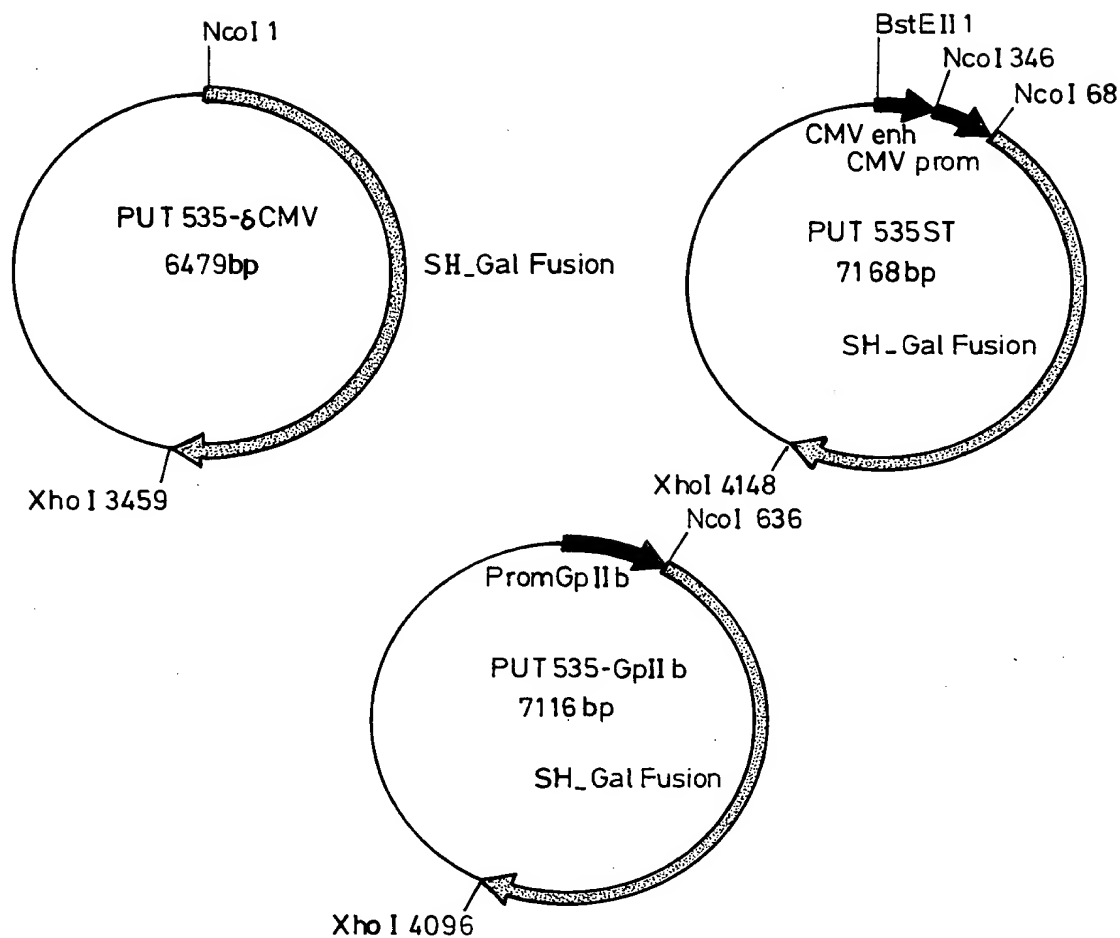 NcoI 1
PUT 535-δCMV
6479bp
SH_Gal Fusion
XhoI 3459
BstEII 1
NcoI 346
NcoI 68
CMV enh
CMV prom
PUT 535ST
7168bp
SH_Gal Fusion
XhoI 4148
NcoI 636
PromGpIIb
PUT 535-GpIIb
7116bp
SH_Gal Fusion
XhoI 4096